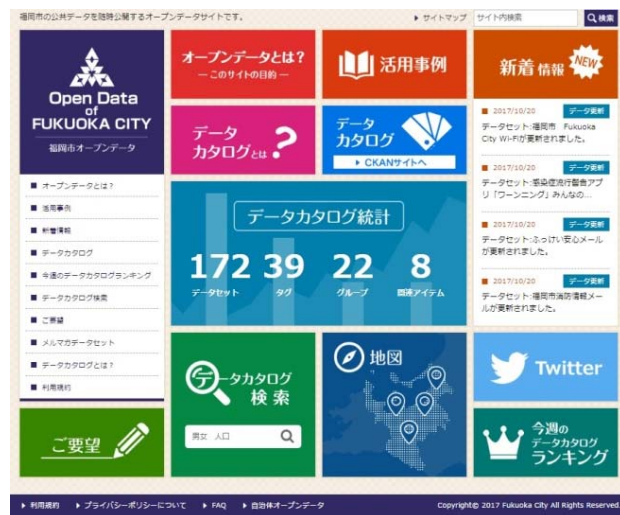 福岡市の公共データを随時公開するオープンデータサイトです。
サイトマップ
サイト内検索
検索
Open Data
of
FUKUOKA CITY
福岡市オープンデータ
オープンデータとは？
活用事例
新着情報
データカタログ
今週のデータカタログランキング
データカタログ検索
ご要望
メルマガデータセット
データカタログとは？
利用規約
ご要望
オープンデータとは？
— このサイトの目的 —
活用事例
データ
カタログとは？
データ
カタログ
CKANサイトへ
データカタログ統計
172 39 22 8
データセット タグ グループ 関連アイテム
データカタログ
検索
男女 人口
地図
新着情報 NEW
2017/10/20 データ更新
データセット:福岡市 Fukuoka
City Wi-Fiが更新されました。
2017/10/20 データ更新
データセット:感染症流行警告アプ
リ「ワーンニング」みんなの...
2017/10/20 データ更新
データセット:ふっけい安心メール
が更新されました。
2017/10/20 データ更新
データセット:福岡市消防情報メー
ルが更新されました。
Twitter
今週の
データカタログ
ランキング
利用規約 プライバシーポリシーについて FAQ 自治体オープンデータ
Copyright© 2017 Fukuoka City All Rights Reserved